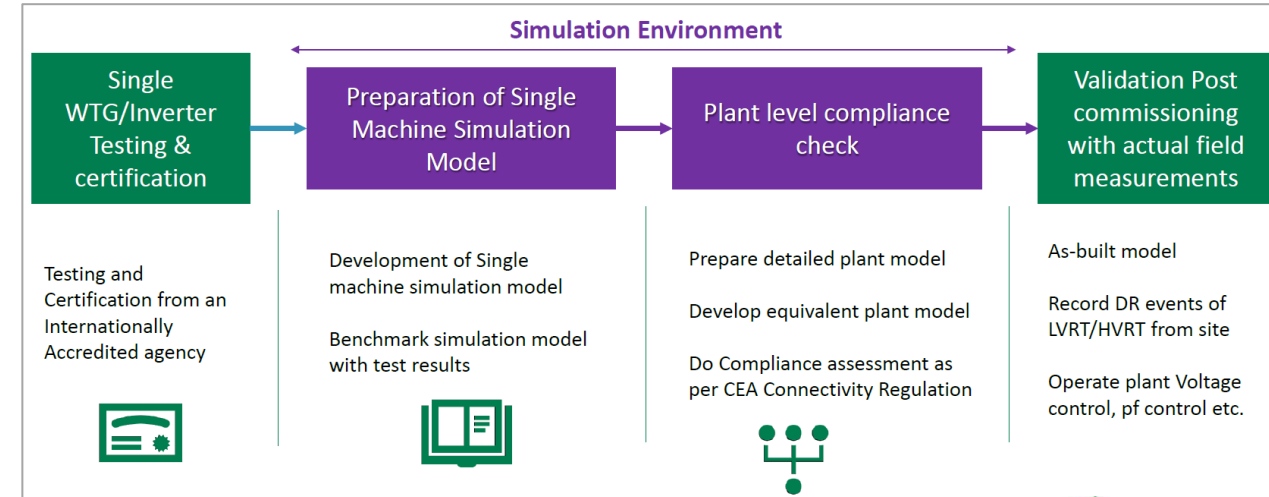 Simulation Environment
Single
WTG/Inverter
Testing &
certification
Preparation of Single
Machine Simulation
Model
Plant level compliance
check
Validation Post
commissioning
with actual field
measurements
Testing and
Certification from an
Internationally
Accredited agency
Development of Single
machine simulation model
Benchmark simulation model
with test results
Prepare detailed plant model
Develop equivalent plant model
Do Compliance assessment as
per CEA Connectivity Regulation
As-built model
Record DR events of
LVRT/HVRT from site
Operate plant Voltage
control, pf control etc.